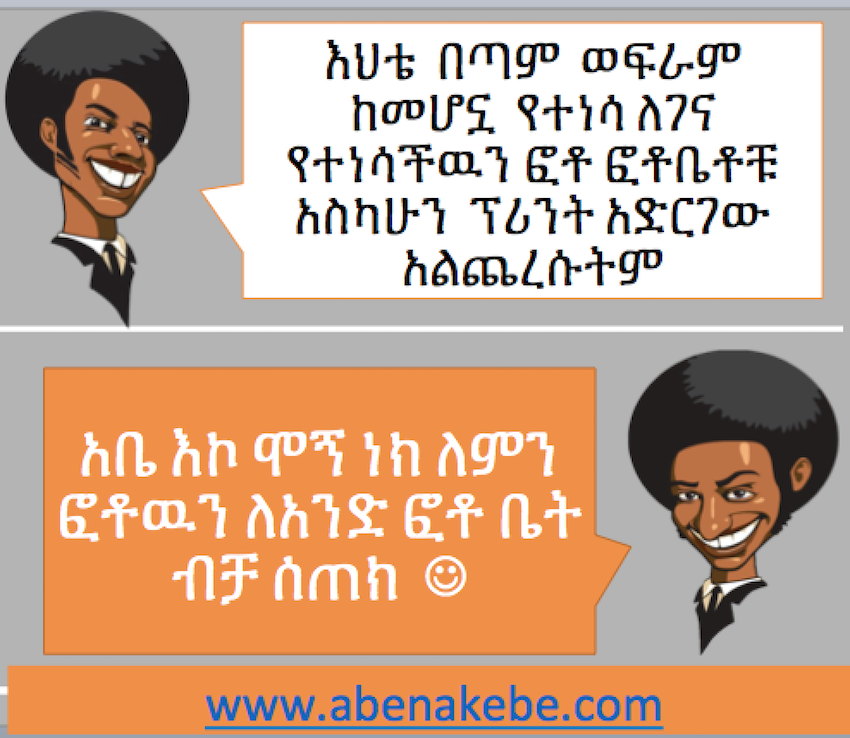 እህቴ በጣም ወፍራም
ከመሆኗ የተነሳ ለገና
የተነሳችዉን ፎቶ ፎቶቤቶቹ
እስካሁን ፕሪንት አድርገው
አልጨረሱትም
አቤ እኮ ሞኝ ነክ ለምን
ፎቶዉን ለአንድ ፎቶ ቤት
ብቻ ሰጠክ ☺
www.abenakebe.com